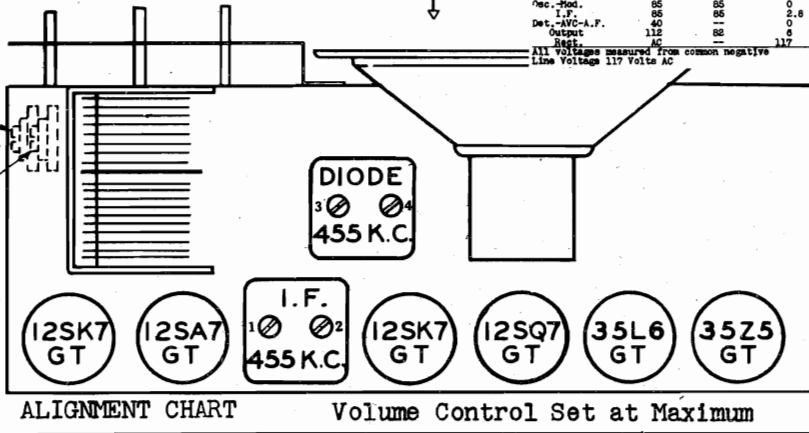 Osc.-Mod. 85 85 0
I.F. 85 85 2.8
Det.-AVC-A.F. 40 -- 0
Output 112 82 6
Rect. AC -- 117
All voltages measured from common negative
Line Voltage 117 Volts AC
DIODE
3 4
455 K.C.
I.F.
1 2
455 K.C.
12SK7 GT
12SA7 GT
12SK7 GT
12SQ7 GT
35L6 GT
35Z5 GT
ALIGNMENT CHART Volume Control Set at Maximum